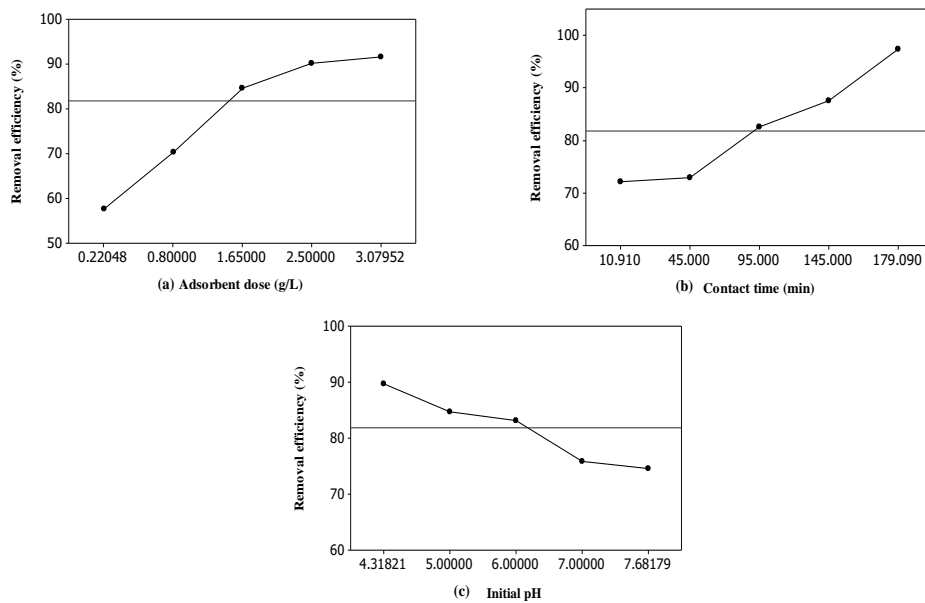 Removal efficiency (%)
100
90
80
70
60
50
0.22048 0.80000 1.65000 2.50000 3.07952
(a) Adsorbent dose (g/L)
Removal efficiency (%)
100
90
80
70
60
10.910 45.000 95.000 145.000 179.090
(b) Contact time (min)
Removal efficiency (%)
100
90
80
70
60
4.31821 5.00000 6.00000 7.00000 7.68179
(c) Initial pH